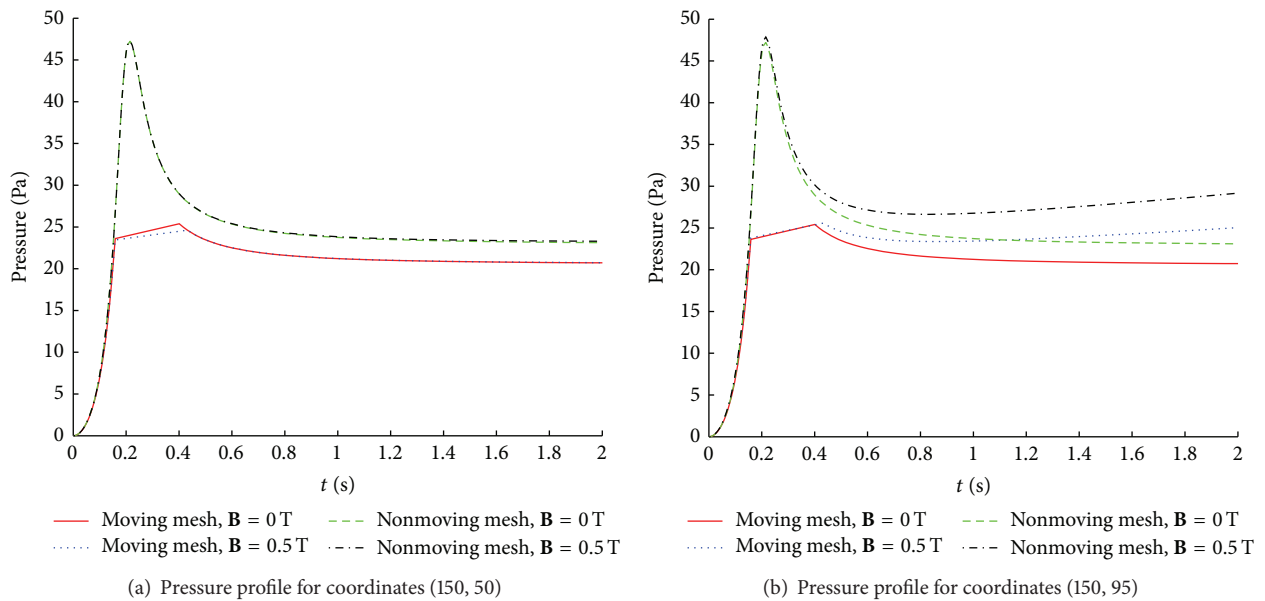 50
45
40
35
30
25
20
15
10
5
0
Pressure (Pa)
0 0.2 0.4 0.6 0.8 1 1.2 1.4 1.6 1.8 2
t (s)
Moving mesh, B = 0 T
Nonmoving mesh, B = 0 T
Moving mesh, B = 0.5 T
Nonmoving mesh, B = 0.5 T
(a) Pressure profile for coordinates (150, 50)
50
45
40
35
30
25
20
15
10
5
0
Pressure (Pa)
0 0.2 0.4 0.6 0.8 1 1.2 1.4 1.6 1.8 2
t (s)
Moving mesh, B = 0 T
Nonmoving mesh, B = 0 T
Moving mesh, B = 0.5 T
Nonmoving mesh, B = 0.5 T
(b) Pressure profile for coordinates (150, 95)